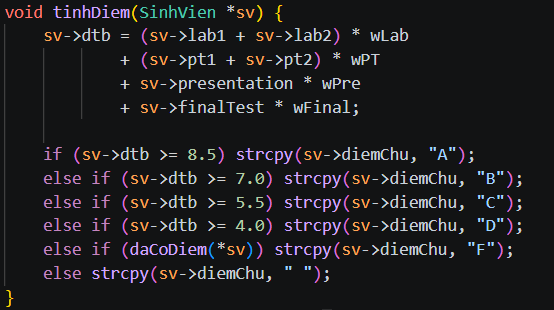 void tinhDiem(SinhVien *sv) {
    sv->dtb = (sv->lab1 + sv->lab2) * wLab
            + (sv->pt1 + sv->pt2) * wPT
            + sv->presentation * wPre
            + sv->finalTest * wFinal;

    if (sv->dtb >= 8.5) strcpy(sv->diemChu, "A");
    else if (sv->dtb >= 7.0) strcpy(sv->diemChu, "B");
    else if (sv->dtb >= 5.5) strcpy(sv->diemChu, "C");
    else if (sv->dtb >= 4.0) strcpy(sv->diemChu, "D");
    else if (daCoDiem(*sv)) strcpy(sv->diemChu, "F");
    else strcpy(sv->diemChu, " ");
}